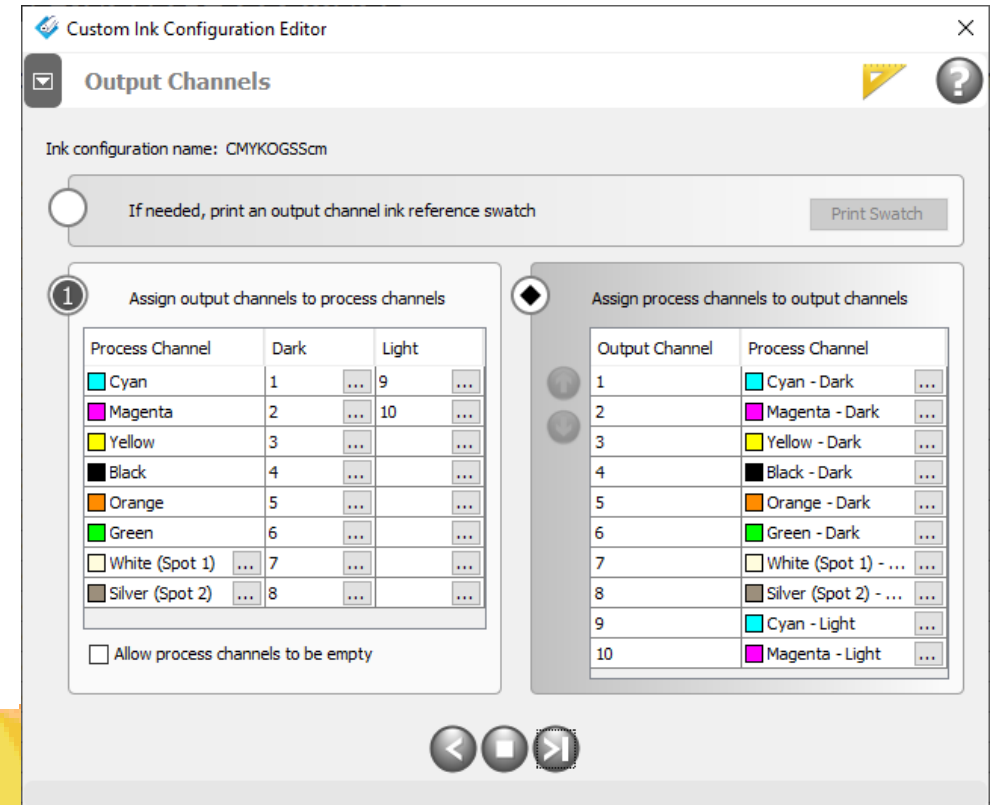 Custom Ink Configuration Editor
Output Channels
?
Ink configuration name: CMYKOGSScm
If needed, print an output channel ink reference swatch
Print Swatch
1
Assign output channels to process channels
Process Channel Dark Light
Cyan 1 ... 9 ...
Magenta 2 ... 10 ...
Yellow 3 ... ...
Black 4 ... ...
Orange 5 ... ...
Green 6 ... ...
White (Spot 1) ... 7 ... ...
Silver (Spot 2) ... 8 ... ...
Allow process channels to be empty
Assign process channels to output channels
Output Channel Process Channel
1 Cyan - Dark ...
2 Magenta - Dark ...
3 Yellow - Dark ...
4 Black - Dark ...
5 Orange - Dark ...
6 Green - Dark ...
7 White (Spot 1) - ... ...
8 Silver (Spot 2) - ... ...
9 Cyan - Light ...
10 Magenta - Light ...